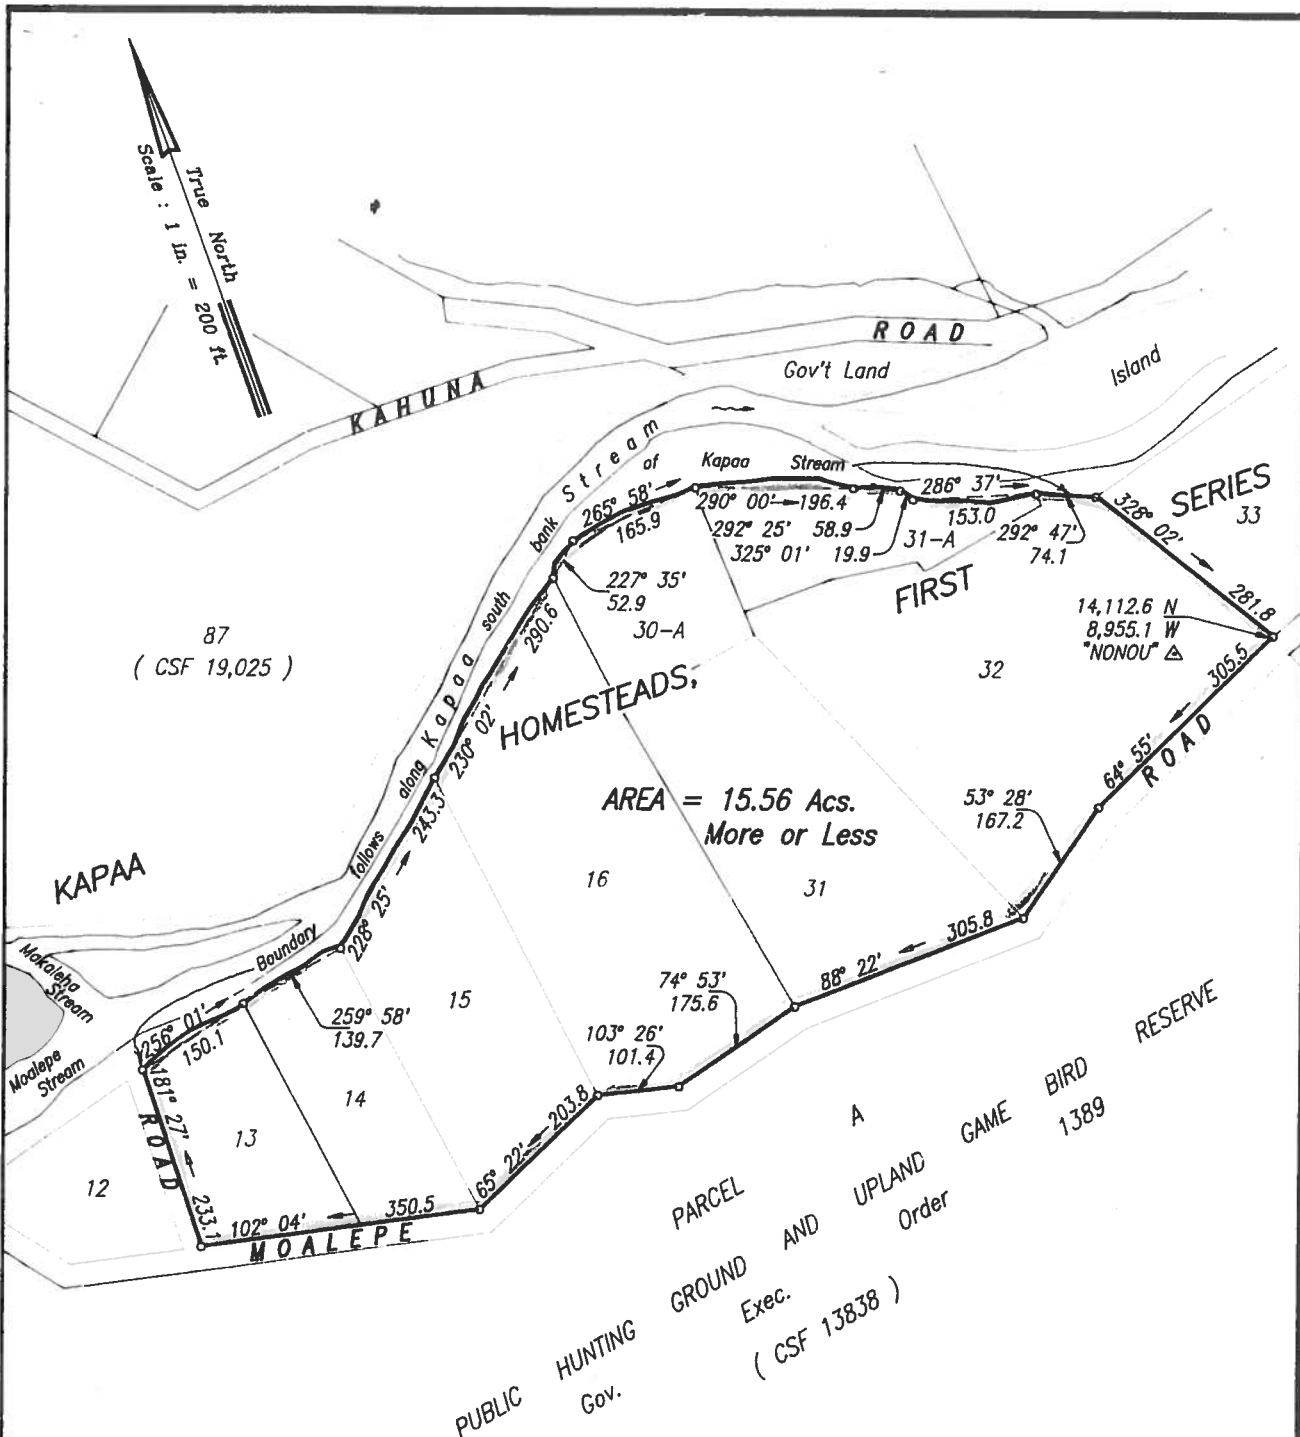 True North
Scale : 1 in. = 200 ft.
ROAD
Gov't Land
Island
KAHUNA
Stream
of
Kapaa Stream
bank
south
Kapaa
along
follows
Boundary
265° 58'
165.9
290° 00' 196.4
292° 25' 58.9
325° 01' 19.9
286° 37'
153.0
31-A
292° 47'
74.1
328° 02'
281.8
SERIES
33
FIRST
14,112.6 N
8,955.1 W
"NONOU"
227° 35'
52.9
30-A
290.6
230° 02'
87
( CSF 19,025 )
HOMESTEADS,
32
305.5
64° 55'
ROAD
AREA = 15.56 Acs.
More or Less
53° 28'
167.2
243.3
228° 25'
KAPAA
16
31
305.8
88° 22'
Makaleha
Stream
Moalepe
Stream
256° 01'
150.1
259° 58'
139.7
15
74° 53'
175.6
103° 26'
101.4
181° 27'
233.1
ROAD
14
13
12
203.8
65° 22'
350.5
102° 04'
MOALEPE
PARCEL A
PUBLIC HUNTING GROUND AND UPLAND GAME BIRD RESERVE
Gov. Exec. Order 1389
( CSF 13838 )